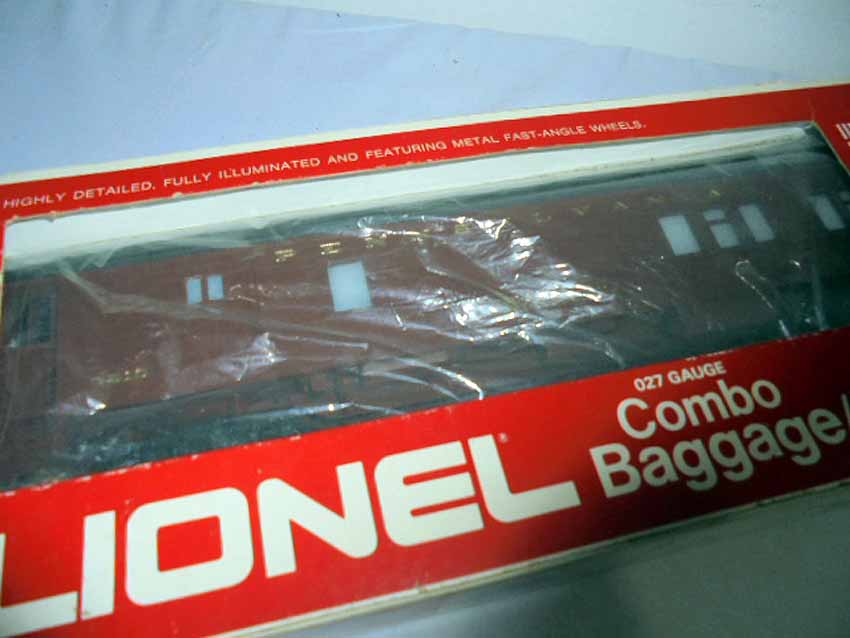 HIGHLY DETAILED. FULLY ILLUMINATED AND FEATURING METAL FAST-ANGLE WHEELS.
027 GAUGE
Combo
Baggage/
LIONEL